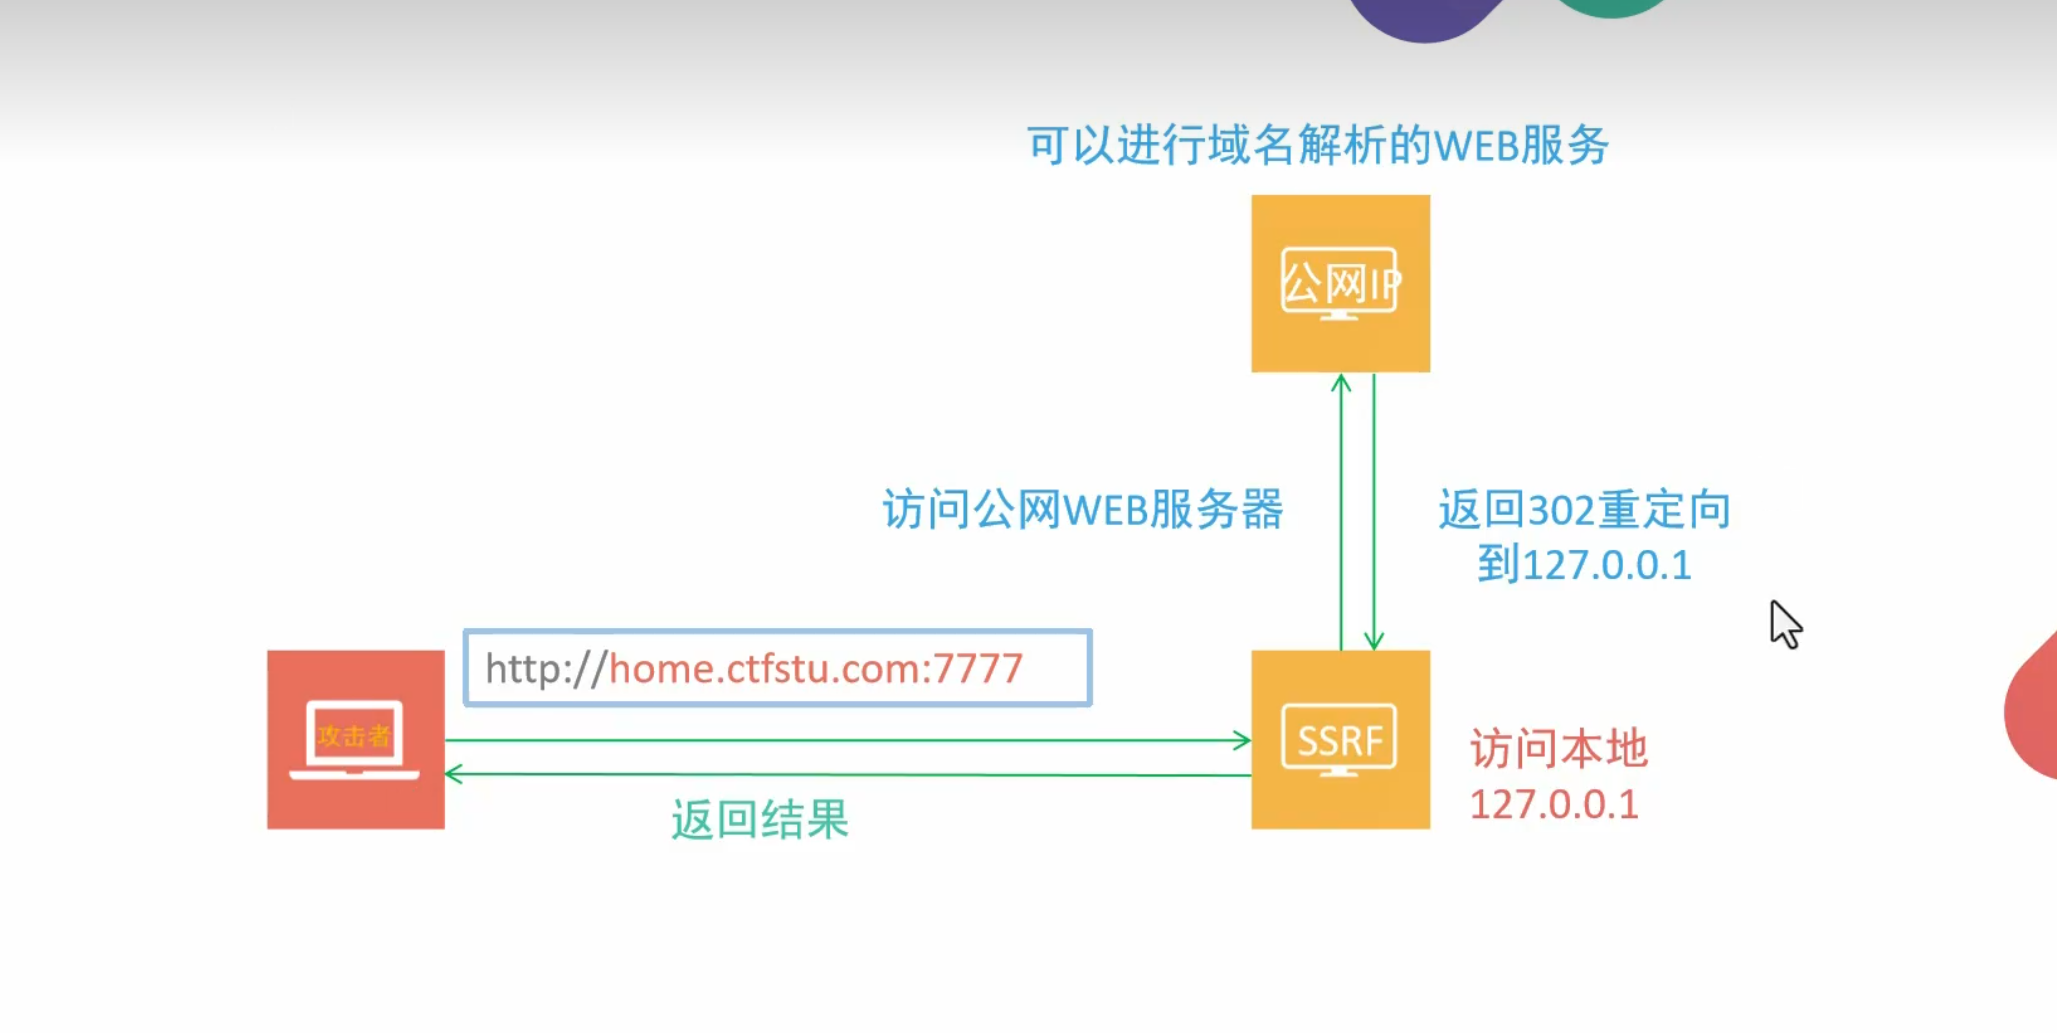 可以进行域名解析的WEB服务
公网IP
访问公网WEB服务器
返回302重定向
到127.0.0.1
http://home.ctfstu.com:7777
攻击者
SSRF
访问本地
127.0.0.1
返回结果